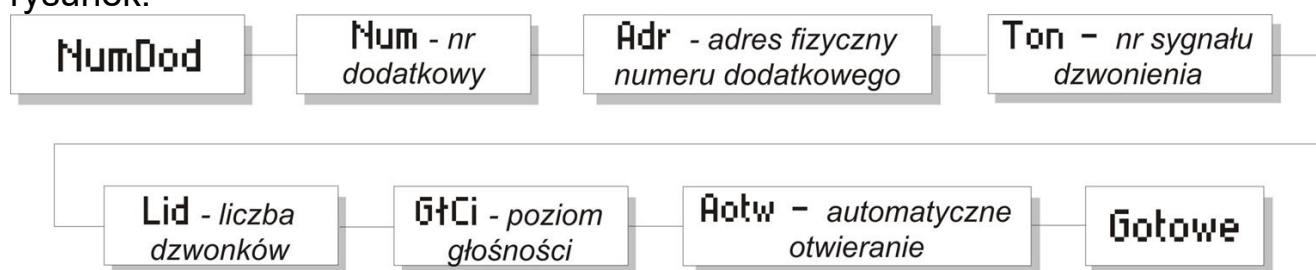 rysunek.
NumDod
Num - nr
dodatkowy
Adr - adres fizyczny
numeru dodatkowego
Ton - nr sygnału
dzwonienia
Lid - liczba
dzwonków
GłCi - poziom
głośności
Aotw - automatyczne
otwieranie
Gotowe